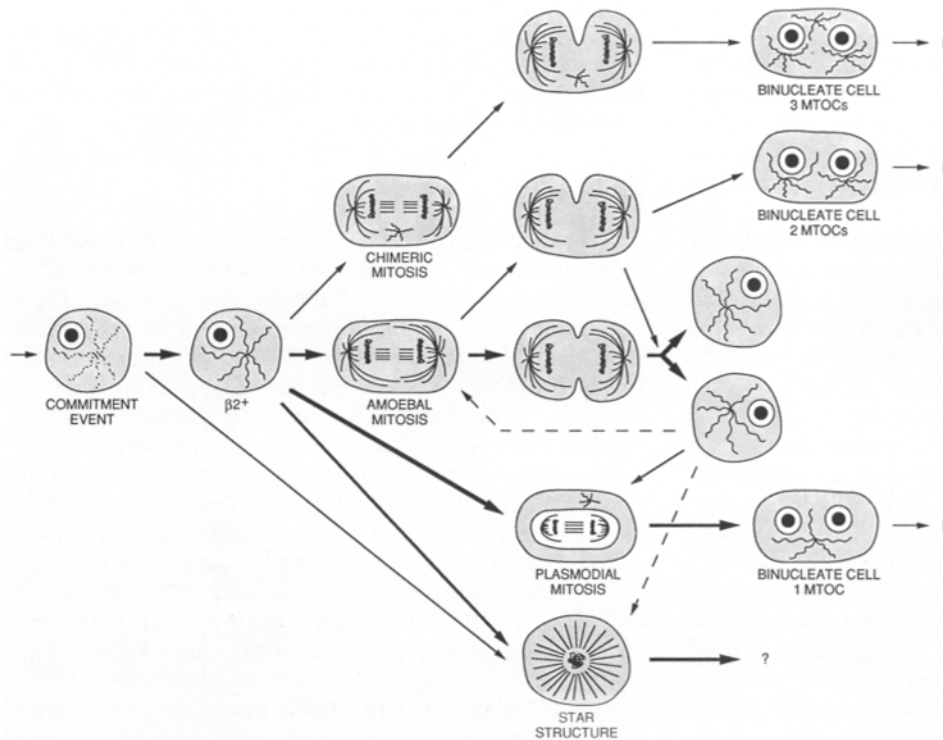 BINUCLEATE CELL
3 MTOCs
BINUCLEATE CELL
2 MTOCs
CHIMERIC
MITOSIS
COMMITMENT
EVENT
β2+
AMOEBAL
MITOSIS
PLASMODIAL
MITOSIS
BINUCLEATE CELL
1 MTOC
?
STAR
STRUCTURE